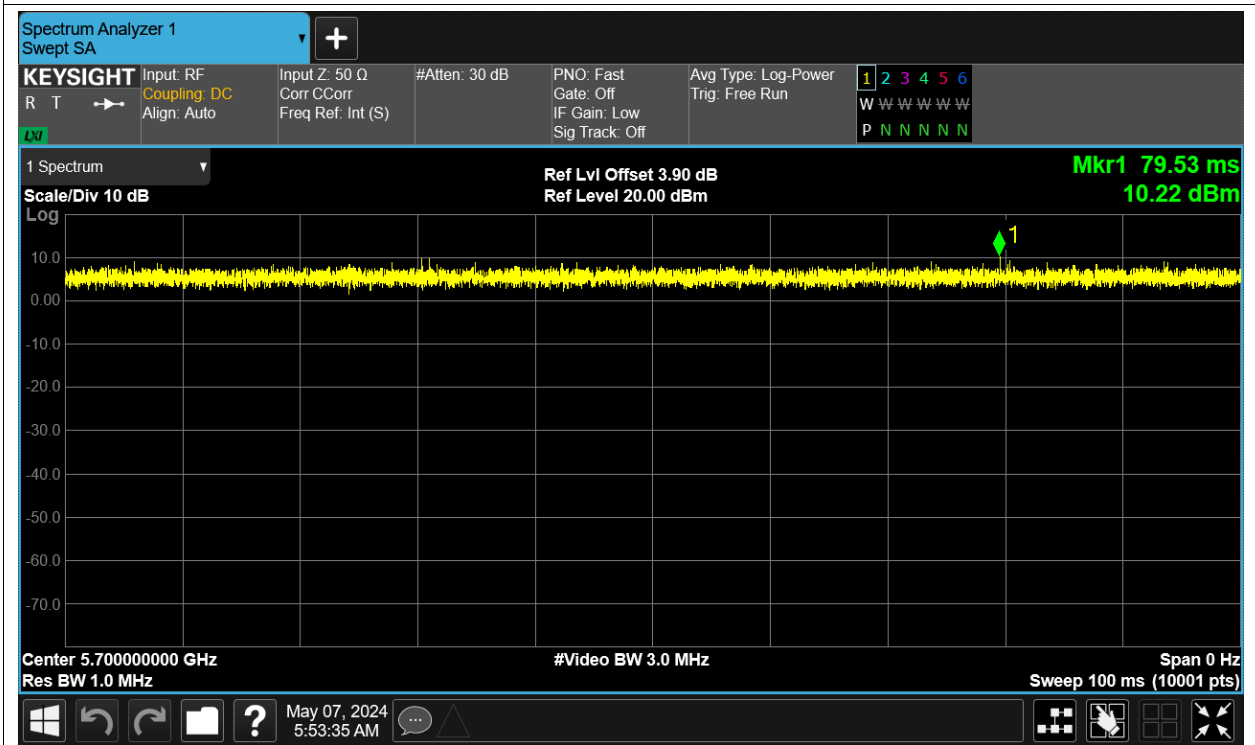 Spectrum Analyzer 1
Swept SA
KEYSIGHT
R T
LXI
Input: RF
Coupling: DC
Align: Auto
Input Z: 50 Ω
Corr CCorr
Freq Ref: Int (S)
#Atten: 30 dB
PNO: Fast
Gate: Off
IF Gain: Low
Sig Track: Off
Avg Type: Log-Power
Trig: Free Run
1 2 3 4 5 6
W W W W W W
P N N N N N
1 Spectrum
Scale/Div 10 dB
Ref Lvl Offset 3.90 dB
Ref Level 20.00 dBm
Mkr1 79.53 ms
10.22 dBm
Log
1
10.0
0.00
-10.0
-20.0
-30.0
-40.0
-50.0
-60.0
-70.0
Center 5.700000000 GHz
#Video BW 3.0 MHz
Span 0 Hz
Res BW 1.0 MHz
Sweep 100 ms (10001 pts)
?
May 07, 2024
5:53:35 AM